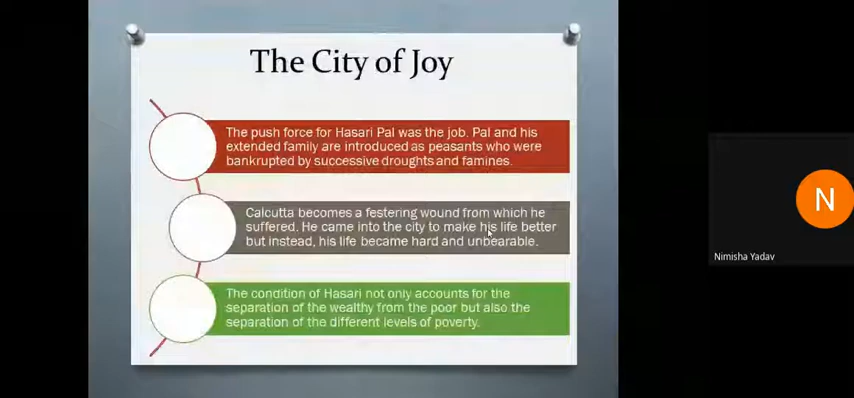 The City of Joy
The push force for Hasari Pal was the job. Pal and his
extended family are introduced as peasants who were
bankrupted by successive droughts and famines.
Calcutta becomes a festering wound from which he
suffered. He came into the city to make his life better
but instead, his life became hard and unbearable.
The condition of Hasari not only accounts for the
separation of the wealthy from the poor but also the
separation of the different levels of poverty.
N
Nimisha Yadav